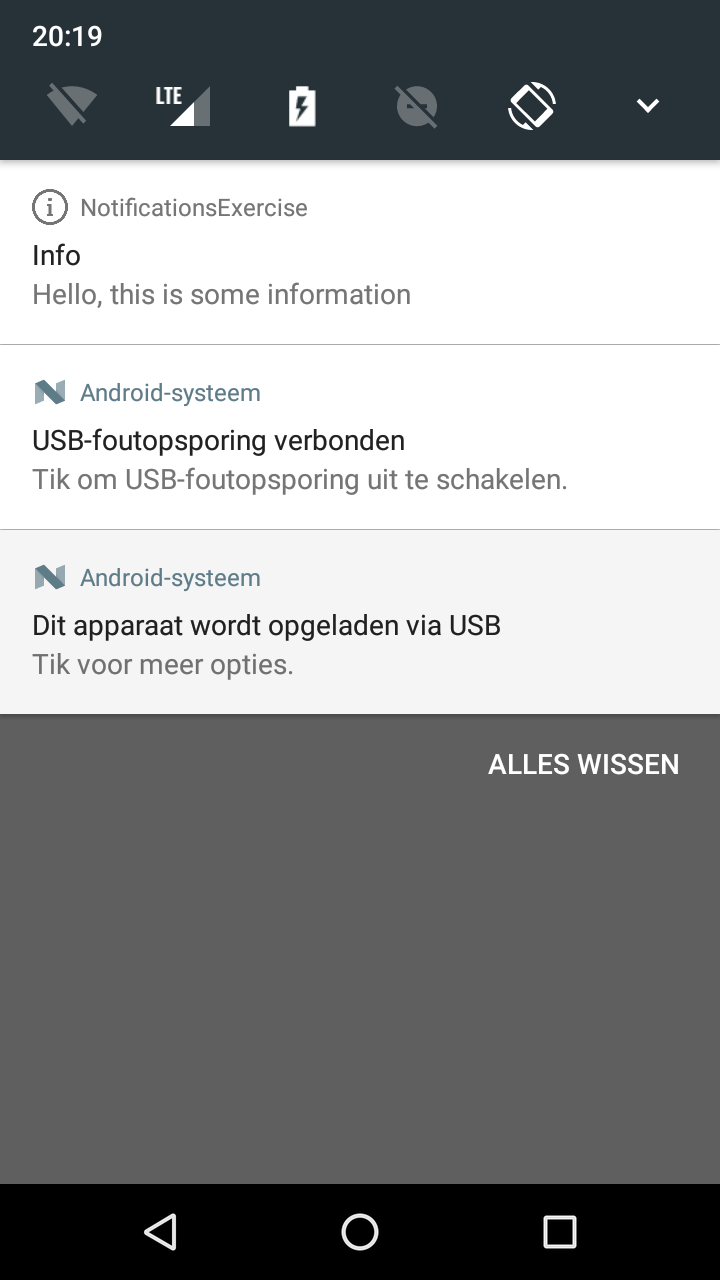 20:19
LTE
NotificationsExercise
Info
Hello, this is some information
Android-systeem
USB-foutopsporing verbonden
Tik om USB-foutopsporing uit te schakelen.
Android-systeem
Dit apparaat wordt opgeladen via USB
Tik voor meer opties.
ALLES WISSEN